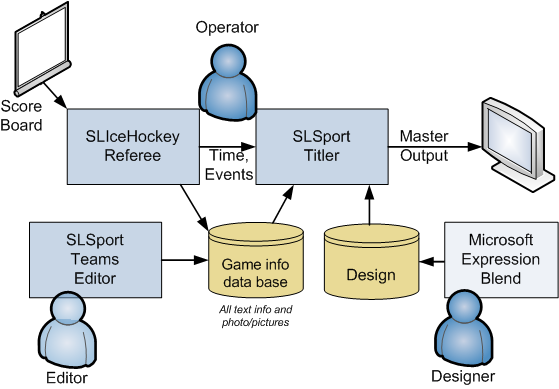 Operator
Score
Board
SLIceHockey
Referee
Time,
Events
SLSport
Titler
Master
Output
SLSport
Teams
Editor
Game info
data base
All text info and
photo/pictures
Design
Microsoft
Expression
Blend
Editor
Designer